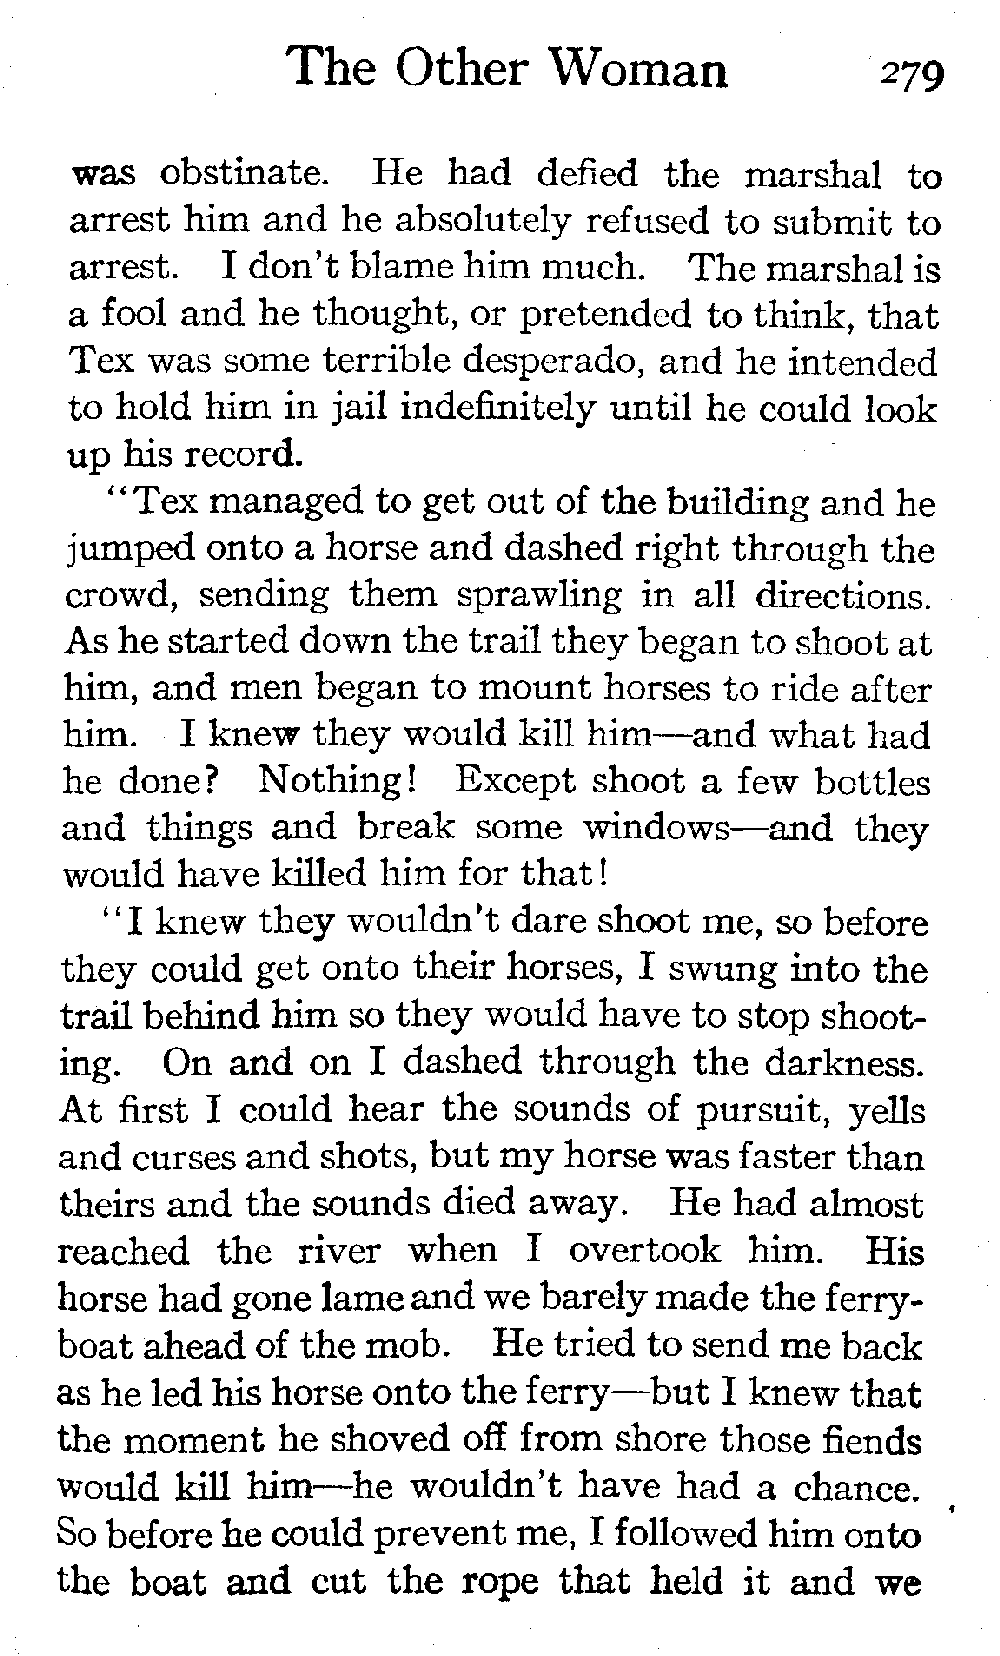 The Other Woman 279
was obstinate. He had defied the marshal to
arrest him and he absolutely refused to submit to
arrest. I don't blame him much. The marshal is
a fool and he thought, or pretended to think, that
Tex was some terrible desperado, and he intended
to hold him in jail indefinitely until he could look
up his record.
"Tex managed to get out of the building and he
jumped onto a horse and dashed right through the
crowd, sending them sprawling in all directions.
As he started down the trail they began to shoot at
him, and men began to mount horses to ride after
him. I knew they would kill him—and what had
he done? Nothing! Except shoot a few bottles
and things and break some windows—and they
would have killed him for that!
"I knew they wouldn't dare shoot me, so before
they could get onto their horses, I swung into the
trail behind him so they would have to stop shoot-
ing. On and on I dashed through the darkness.
At first I could hear the sounds of pursuit, yells
and curses and shots, but my horse was faster than
theirs and the sounds died away. He had almost
reached the river when I overtook him. His
horse had gone lame and we barely made the ferry-
boat ahead of the mob. He tried to send me back
as he led his horse onto the ferry—but I knew that
the moment he shoved off from shore those fiends
would kill him—he wouldn't have had a chance.
So before he could prevent me, I followed him onto
the boat and cut the rope that held it and we